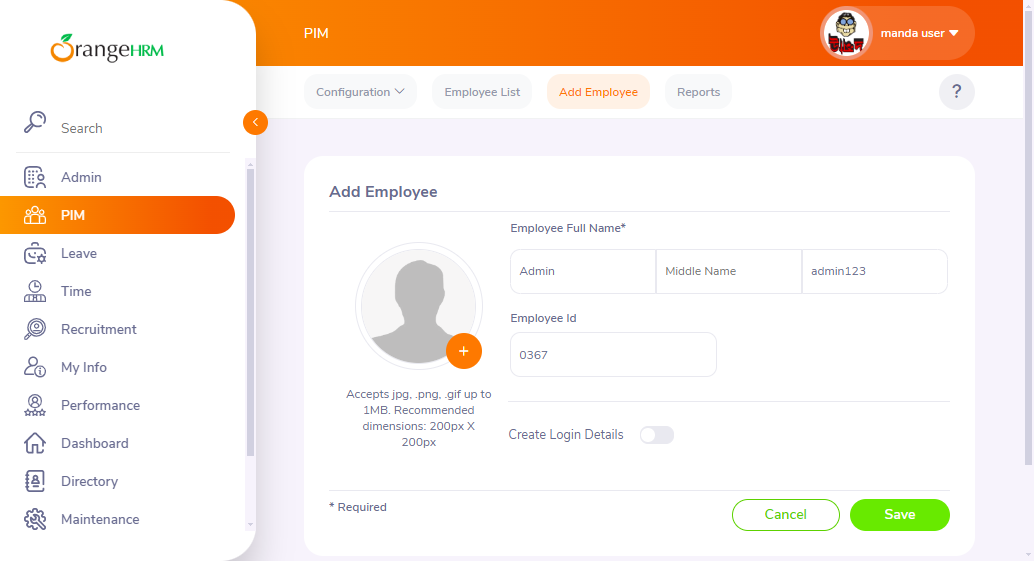 OrangeHRM
PIM
manda user
Configuration
Employee List
Add Employee
Reports
?
Search
Admin
PIM
Leave
Time
Recruitment
My Info
Performance
Dashboard
Directory
Maintenance
Add Employee
Employee Full Name*
Admin
Middle Name
admin123
Employee Id
0367
Accepts jpg, .png, .gif up to
1MB. Recommended
dimensions: 200px X
200px
Create Login Details
* Required
Cancel
Save